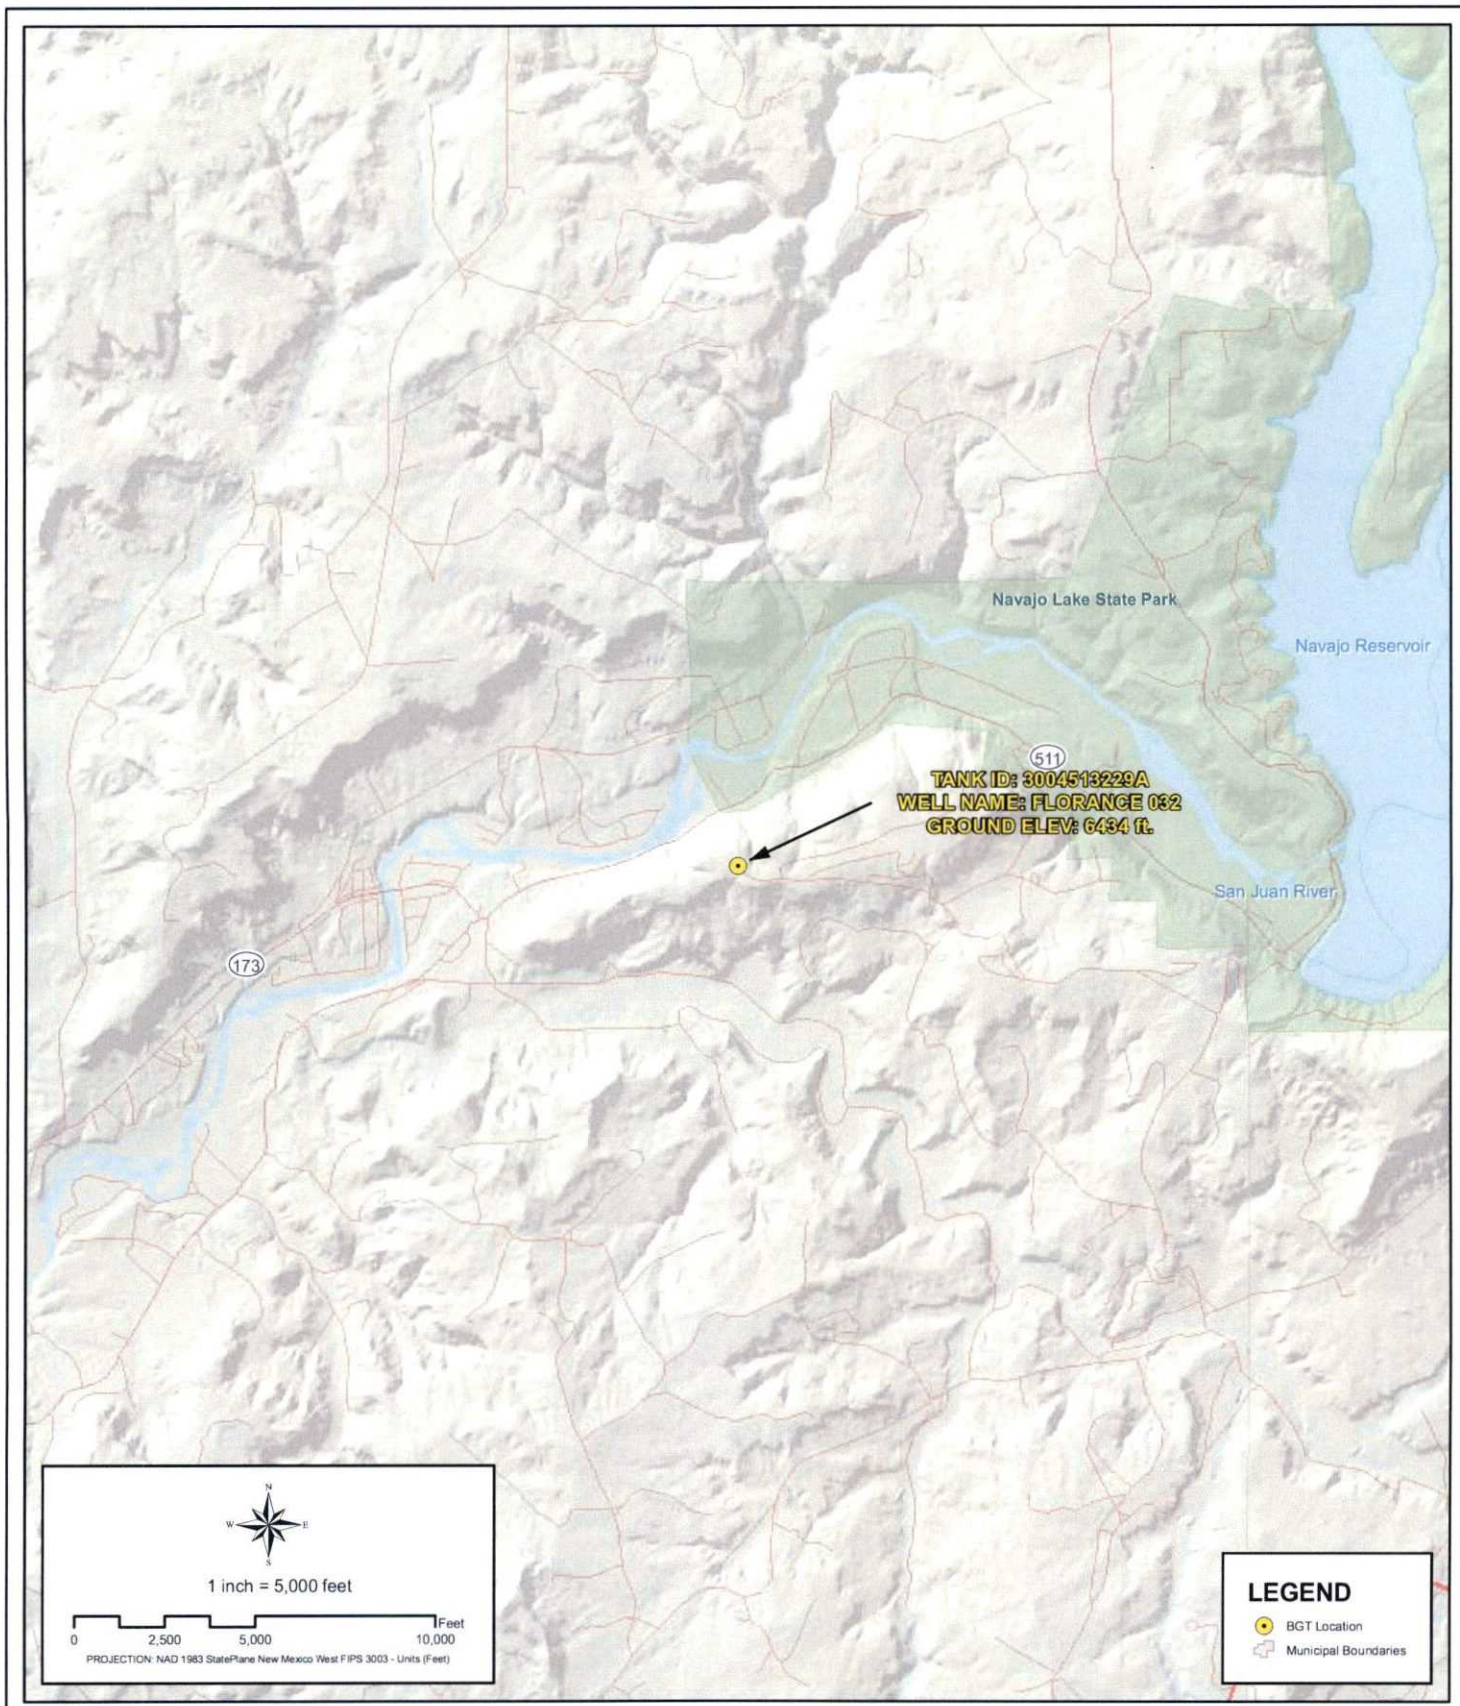 Navajo Lake State Park
Navajo Reservoir
511
TANK ID: 3004513229A
WELL NAME: FLORANCE 032
GROUND ELEV: 6434 ft.
San Juan River
173
N
W E
S
1 inch = 5,000 feet
Feet
0 2,500 5,000 10,000
PROJECTION: NAD 1983 StatePlane New Mexico West FIPS 3003 - Units (Feet)
LEGEND
BGT Location
Municipal Boundaries